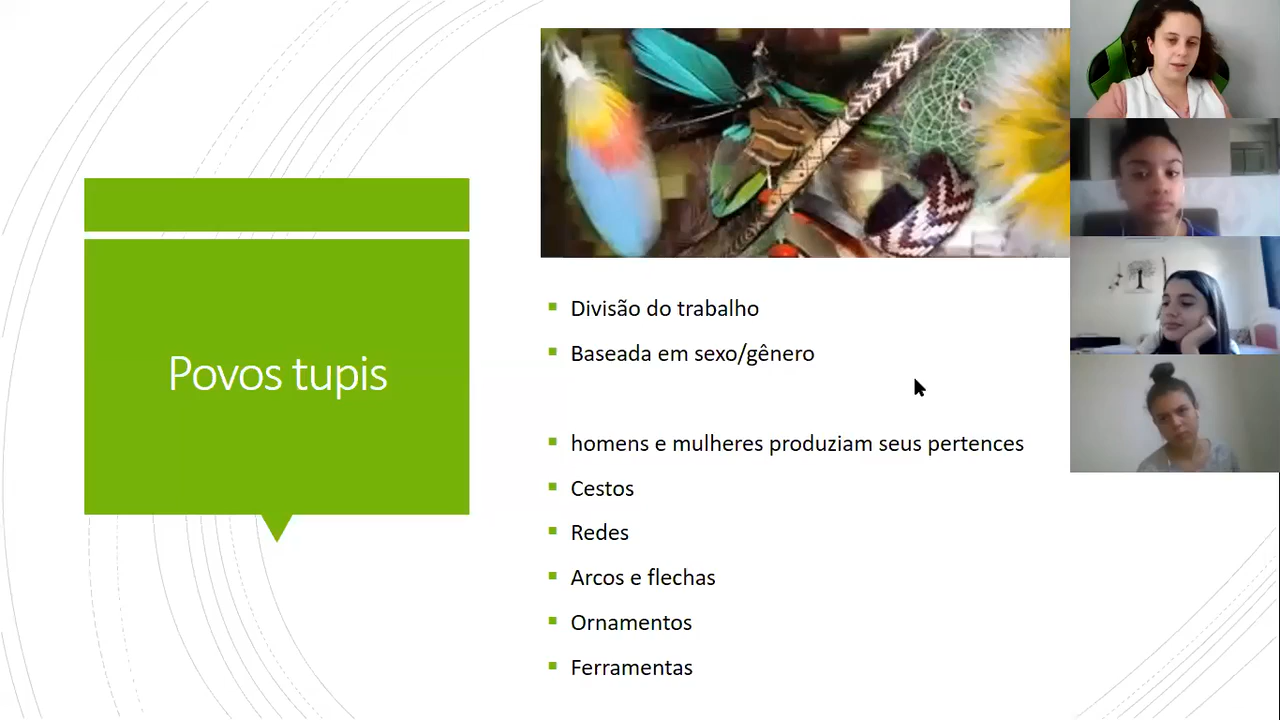 Povos tupis
Divisão do trabalho
Baseada em sexo/gênero
homens e mulheres produziam seus pertences
Cestos
Redes
Arcos e flechas
Ornamentos
Ferramentas